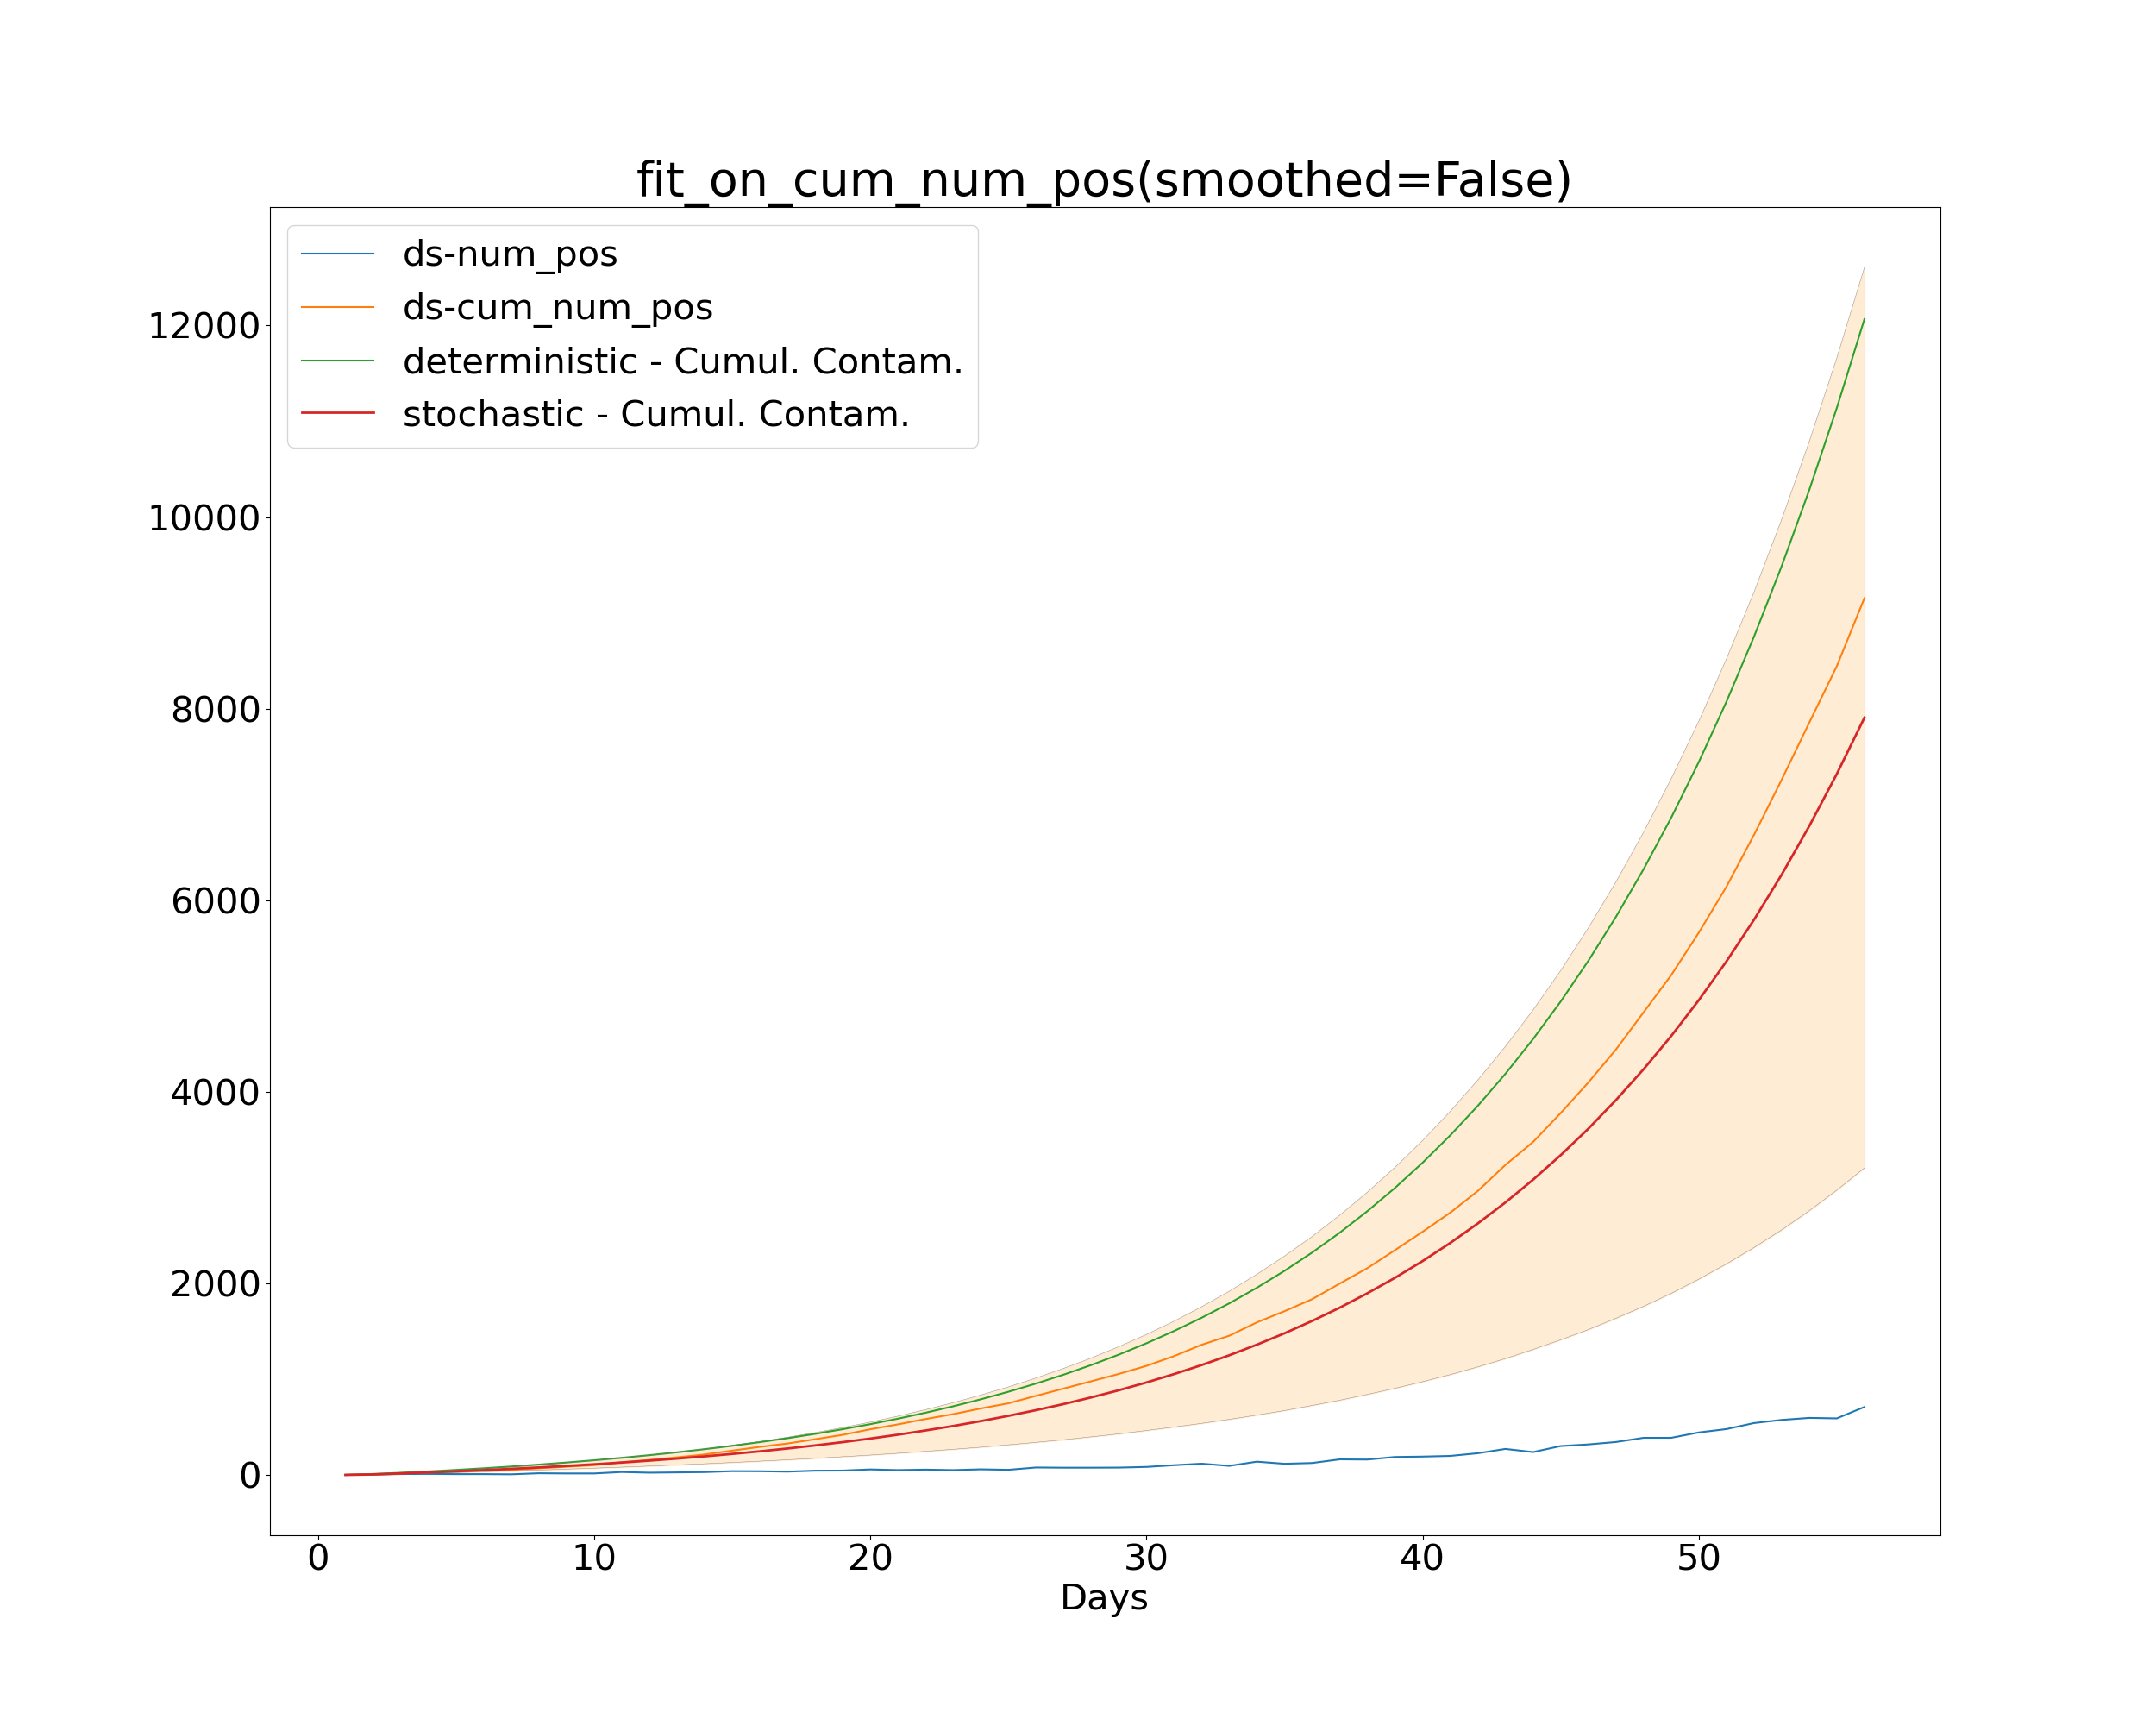 fit_on_cum_num_pos(smoothed=False)
ds-num_pos
ds-cum_num_pos
deterministic - Cumul. Contam.
stochastic - Cumul. Contam.
12000
10000
8000
6000
4000
2000
0
0 10 20 30 40 50
Days